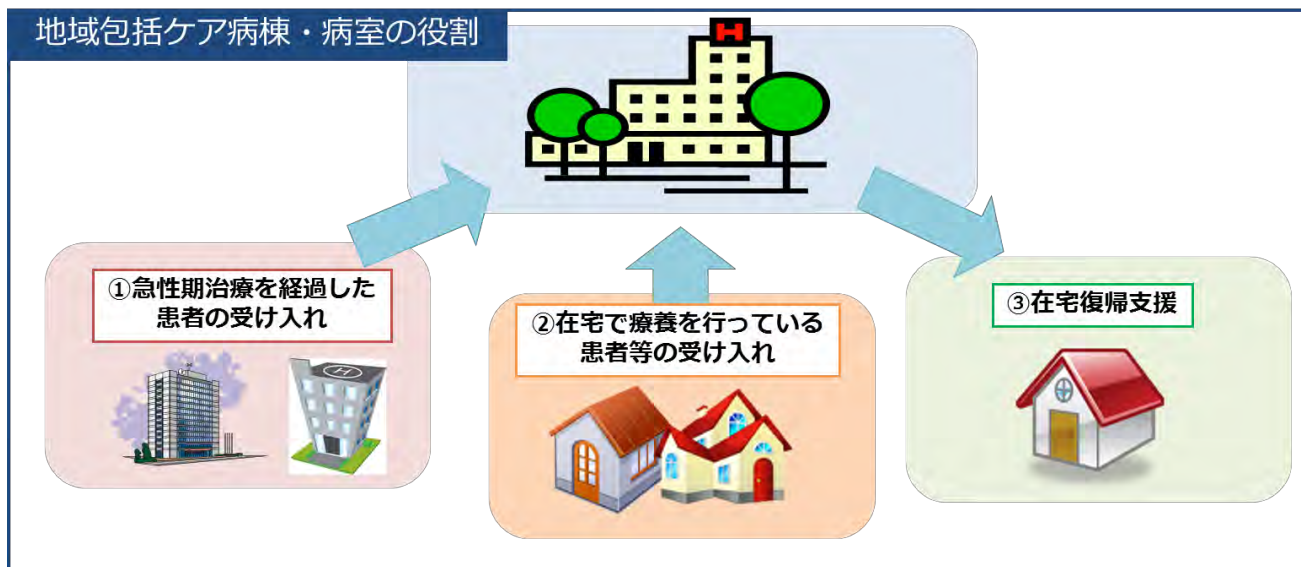 地域包括ケア病棟・病室の役割
H
①急性期治療を経過した
患者の受け入れ
H
②在宅で療養を行っている
患者等の受け入れ
③在宅復帰支援